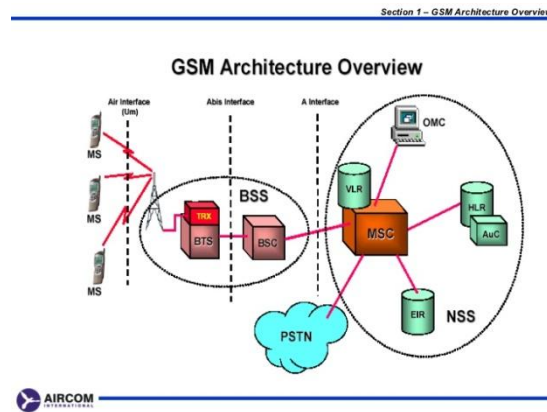 Section 1 – GSM Architecture Overview
GSM Architecture Overview
Air Interface
(Um)
Abis Interface
A Interface
OMC
MS
VLR
BSS
HLR
TRX
MS
MSC
AuC
BTS
BSC
MS
EIR
NSS
PSTN
AIRCOM
INTERNATIONAL